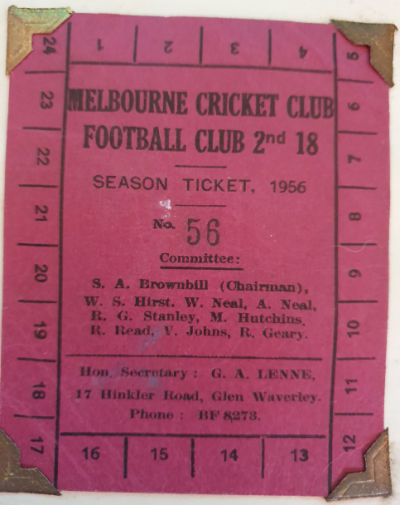 1 2 3 4
5
6
7
8
9
10
11
12
13
14
15
16
17
18
19
20
21
22
23
24
MELBOURNE CRICKET CLUB
FOOTBALL CLUB 2nd 18
SEASON TICKET, 1956
No. 56
Committee:
S. A. Brownbill (Chairman),
W. S. Hirst. W. Neal, A. Neal,
R. G. Stanley, M. Hutchins,
R. Read, V. Johns, R. Geary.
Hon. Secretary : G. A. LENNE,
17 Hinkler Road, Glen Waverley.
Phone : BF 8273.